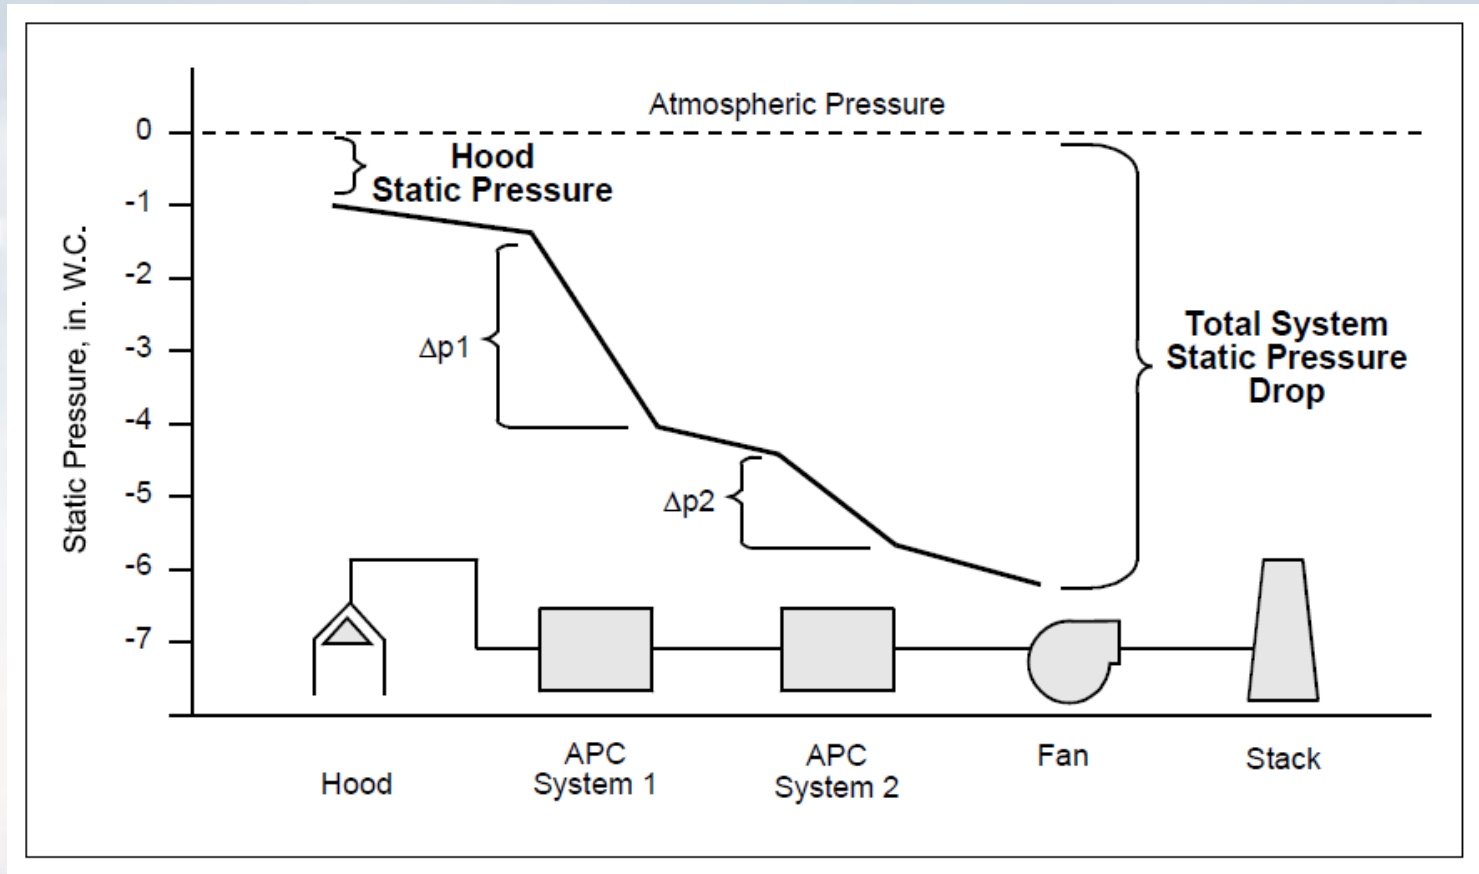 Atmospheric Pressure
0
Hood
Static Pressure
-1
-2
-3
-4
-5
-6
-7
Static Pressure, in. W.C.
Δp1
Δp2
Total System
Static Pressure
Drop
Hood
APC
System 1
APC
System 2
Fan
Stack